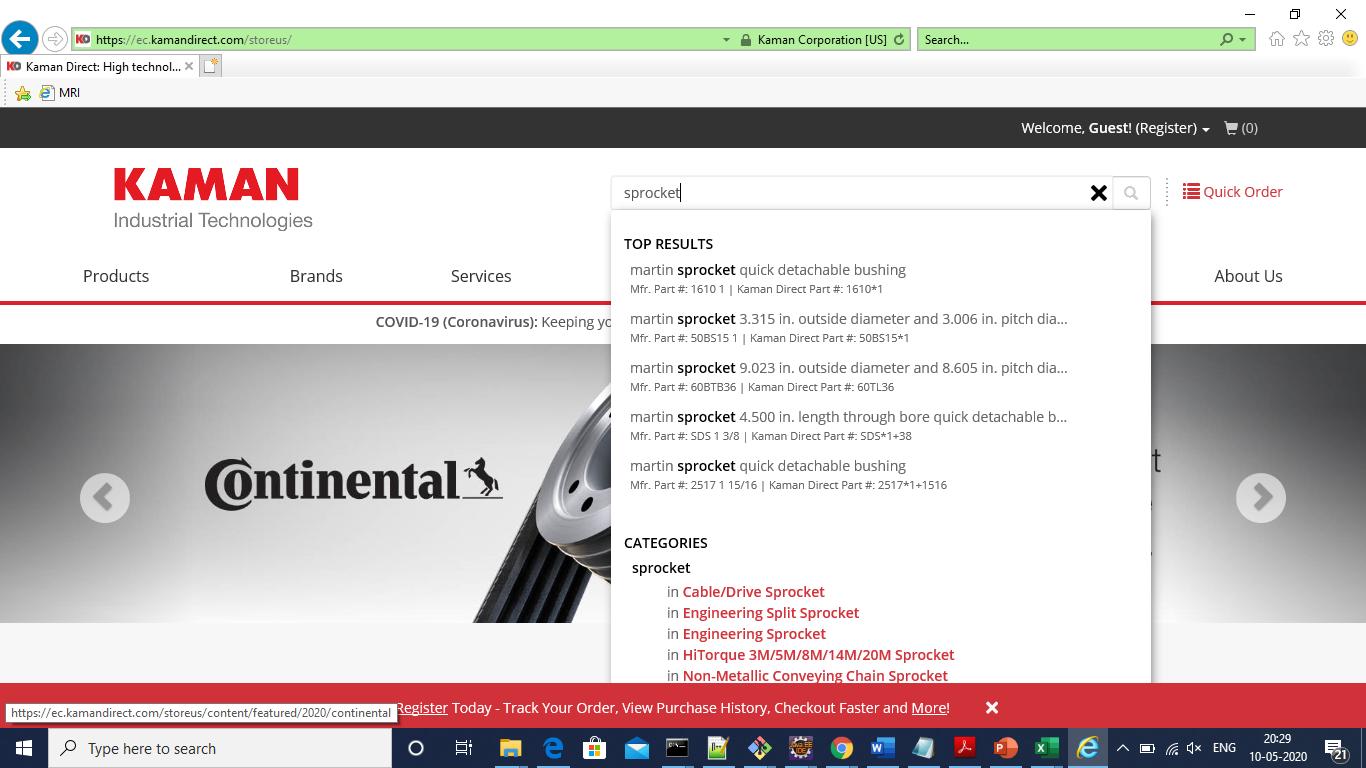 https://ec.kamandirect.com/storeus/
Kaman Corporation [US]
Search...
KD Kaman Direct: High technol...
MRI
Welcome, Guest! (Register)
(0)
KAMAN
Industrial Technologies
sprocket
Quick Order
Products
Brands
Services
About Us
COVID-19 (Coronavirus): Keeping
TOP RESULTS
martin sprocket quick detachable bushing
Mfr. Part #: 1610 1 | Kaman Direct Part #: 1610*1
martin sprocket 3.315 in. outside diameter and 3.006 in. pitch dia...
Mfr. Part #: 50BS15 1 | Kaman Direct Part #: 50BS15*1
martin sprocket 9.023 in. outside diameter and 8.605 in. pitch dia...
Mfr. Part #: 60BTB36 | Kaman Direct Part #: 60TL36
martin sprocket 4.500 in. length through bore quick detachable b...
Mfr. Part #: SDS 1 3/8 | Kaman Direct Part #: SDS*1+38
martin sprocket quick detachable bushing
Mfr. Part #: 2517 1 15/16 | Kaman Direct Part #: 2517*1+1516
Continental
CATEGORIES
sprocket
in Cable/Drive Sprocket
in Engineering Split Sprocket
in Engineering Sprocket
in HiTorque 3M/5M/8M/14M/20M Sprocket
in Non-Metallic Conveying Chain Sprocket
Register Today - Track Your Order, View Purchase History, Checkout Faster and More!
https://ec.kamandirect.com/storeus/content/featured/2020/continental
Type here to search
ENG
20:29
10-05-2020
21